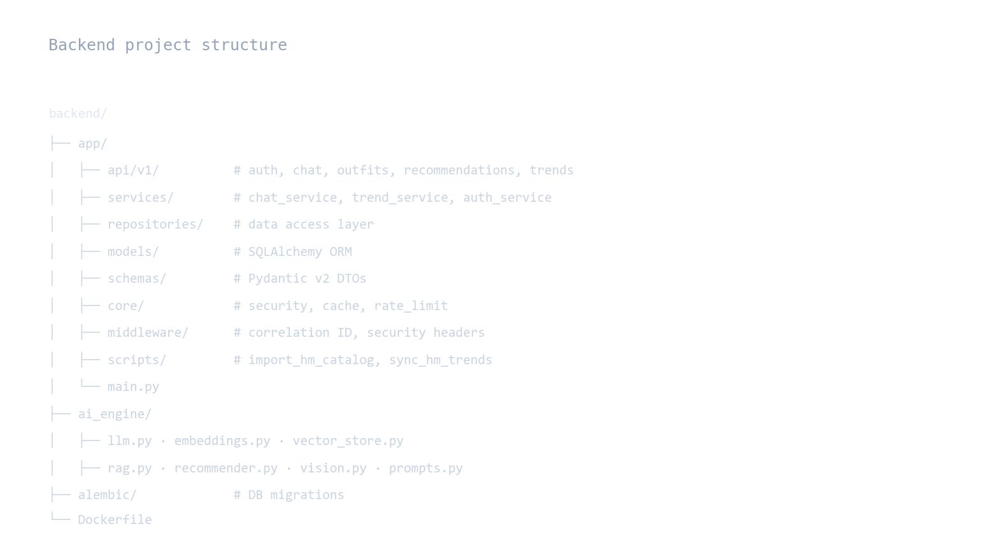 Backend project structure
backend/
├── app/
│   ├── api/v1/          # auth, chat, outfits, recommendations, trends
│   ├── services/        # chat_service, trend_service, auth_service
│   ├── repositories/    # data access layer
│   ├── models/          # SQLAlchemy ORM
│   ├── schemas/         # Pydantic v2 DTOs
│   ├── core/            # security, cache, rate_limit
│   ├── middleware/      # correlation ID, security headers
│   ├── scripts/         # import_hm_catalog, sync_hm_trends
│   └── main.py
├── ai_engine/
│   ├── llm.py · embeddings.py · vector_store.py
│   ├── rag.py · recommender.py · vision.py · prompts.py
├── alembic/             # DB migrations
└── Dockerfile